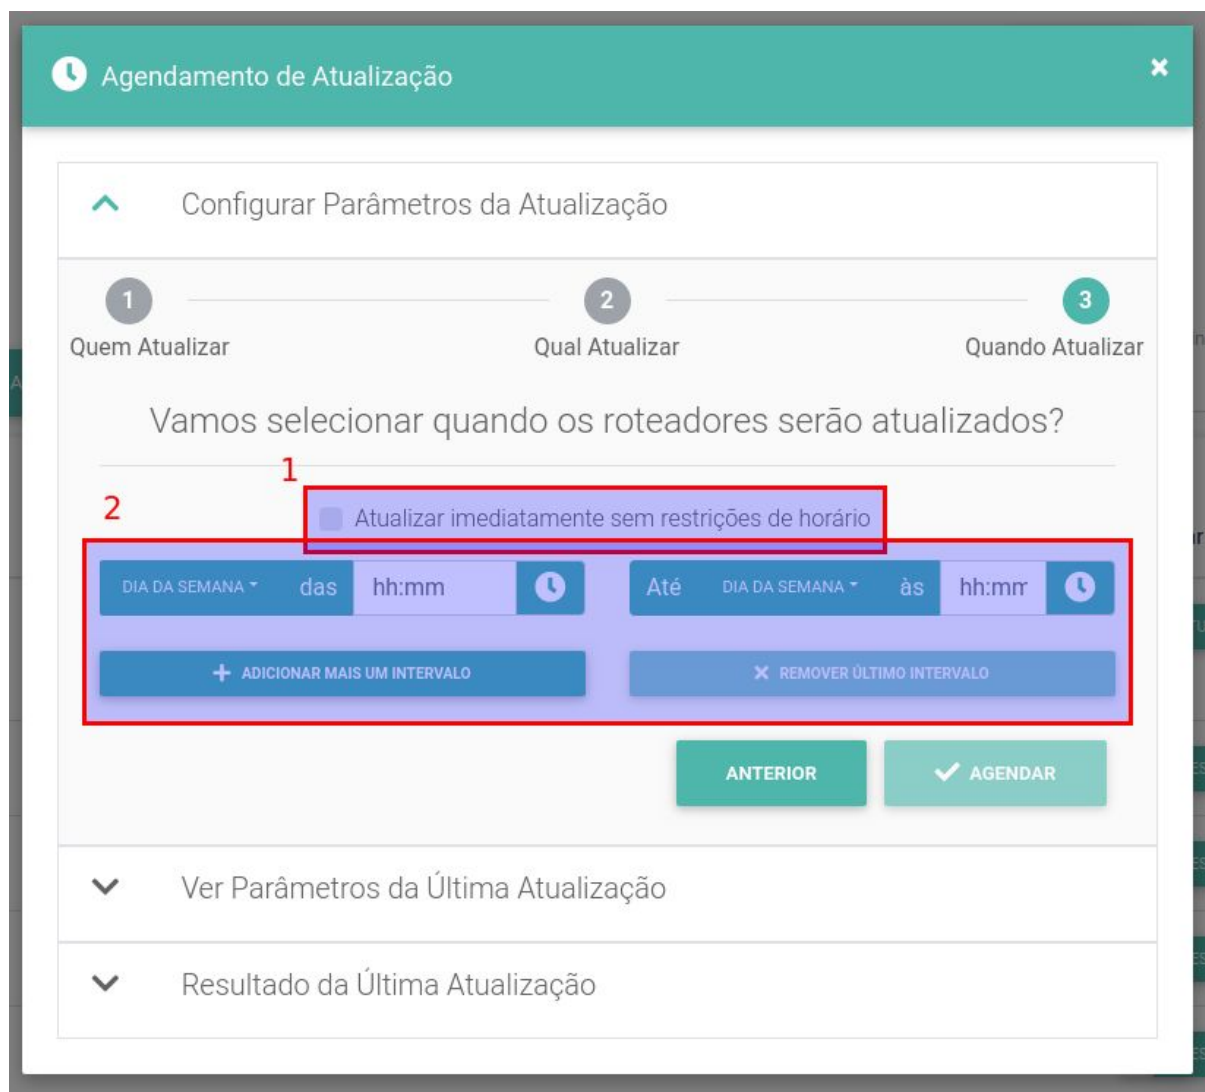 Agendamento de Atualização
Configurar Parâmetros da Atualização
1 2 3
Quem Atualizar Qual Atualizar Quando Atualizar
Vamos selecionar quando os roteadores serão atualizados?
1
2
Atualizar imediatamente sem restrições de horário
DIA DA SEMANA das hh:mm Até DIA DA SEMANA às hh:mm
ADICIONAR MAIS UM INTERVALO REMOVER ÚLTIMO INTERVALO
ANTERIOR AGENDAR
Ver Parâmetros da Última Atualização
Resultado da Última Atualização